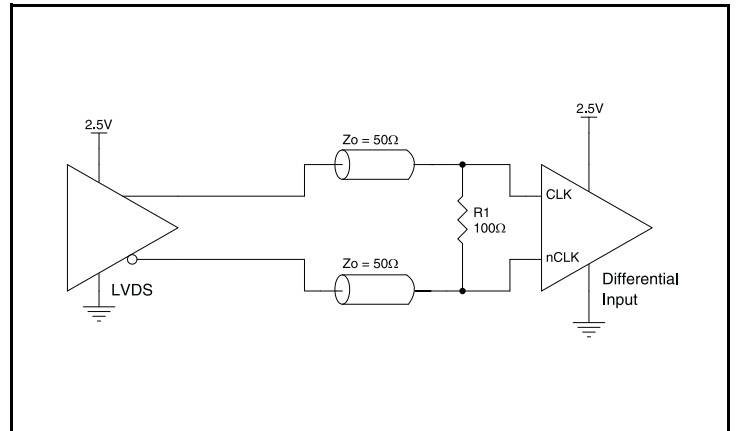 2.5V
2.5V
Zo = 50Ω
CLK
R1
100Ω
Zo = 50Ω
nCLK
LVDS
Differential
Input